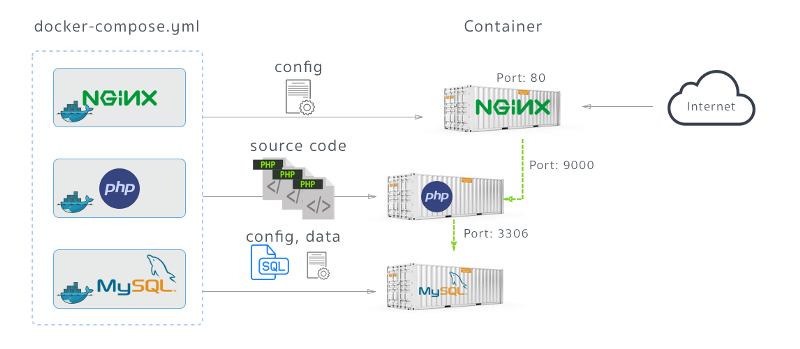 docker-compose.yml
Container
config
Port: 80
NGINX
NGINX
Internet
source code
PHP
PHP
PHP
</>
Port: 9000
php
php
config, data
Port: 3306
SQL
MySQL
MySQL